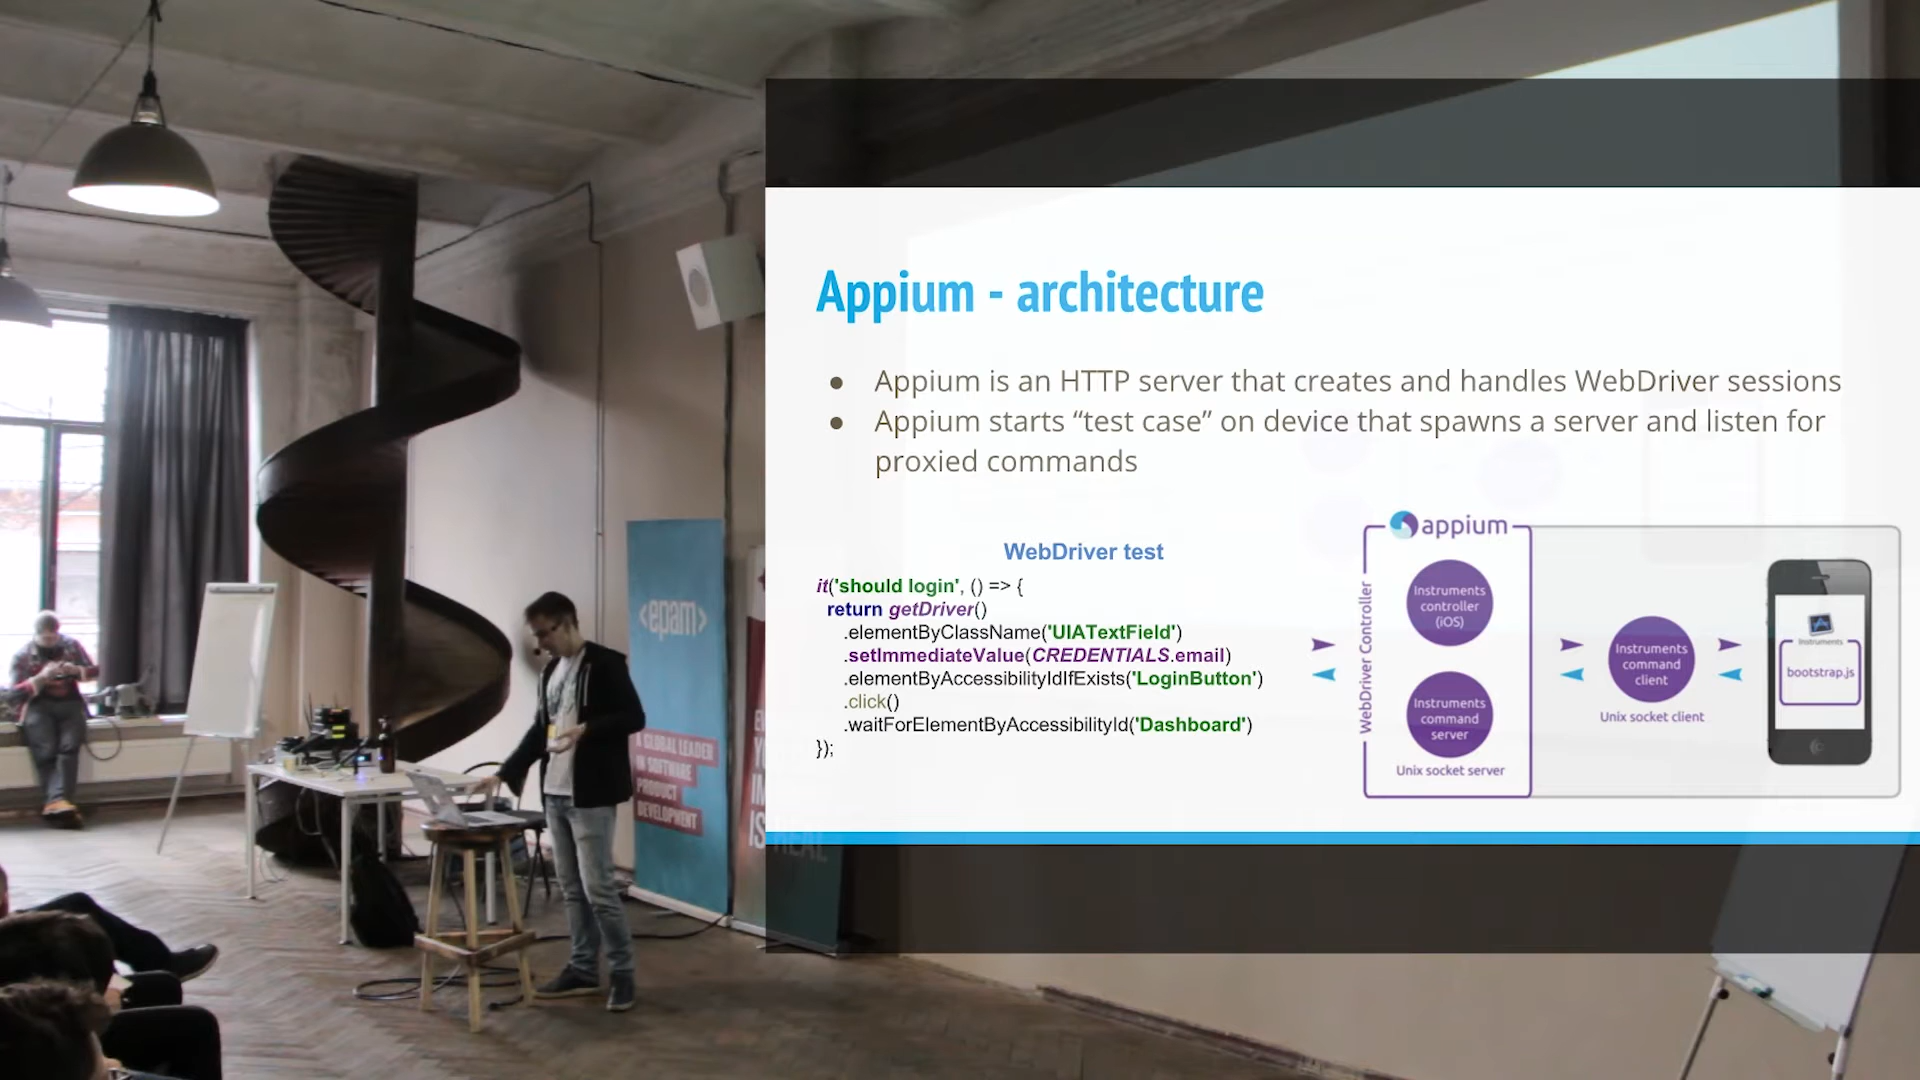 Appium - architecture
● Appium is an HTTP server that creates and handles WebDriver sessions
● Appium starts “test case” on device that spawns a server and listen for
proxied commands
WebDriver test
it('should login', () => {
return getDriver()
.elementByClassName('UIATextField')
.setImmediateValue(CREDENTIALS.email)
.elementByAccessibilityIdIfExists('LoginButton')
.click()
.waitForElementByAccessibilityId('Dashboard')
});
appium
WebDriver Controller
Instruments
controller
(iOS)
Instruments
command
server
Unix socket server
Instruments
command
client
Unix socket client
Instruments
bootstrap.js
<epam>
A GLOBAL LEADER
IN SOFTWARE
PRODUCT
DEVELOPMENT
IS REAL